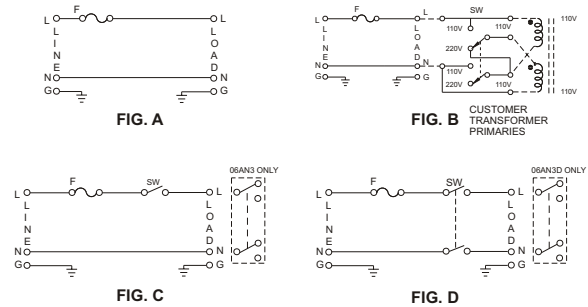 F
L L
L L
I O
N A
E D
N N
G G
FIG. A
F SW
L L L 110V 110V
L L 110V
I O 220V 110V
N A
E D
N N N 110V
G G 220V 110V 110V
FIG. B
CUSTOMER
TRANSFORMER
PRIMARIES
06AN3 ONLY
F SW
L L
L L
I O
N A
E D
N N
G G
FIG. C
06AN3D ONLY
F SW
L L
L L
I O
N A
E D
N N
G G
FIG. D